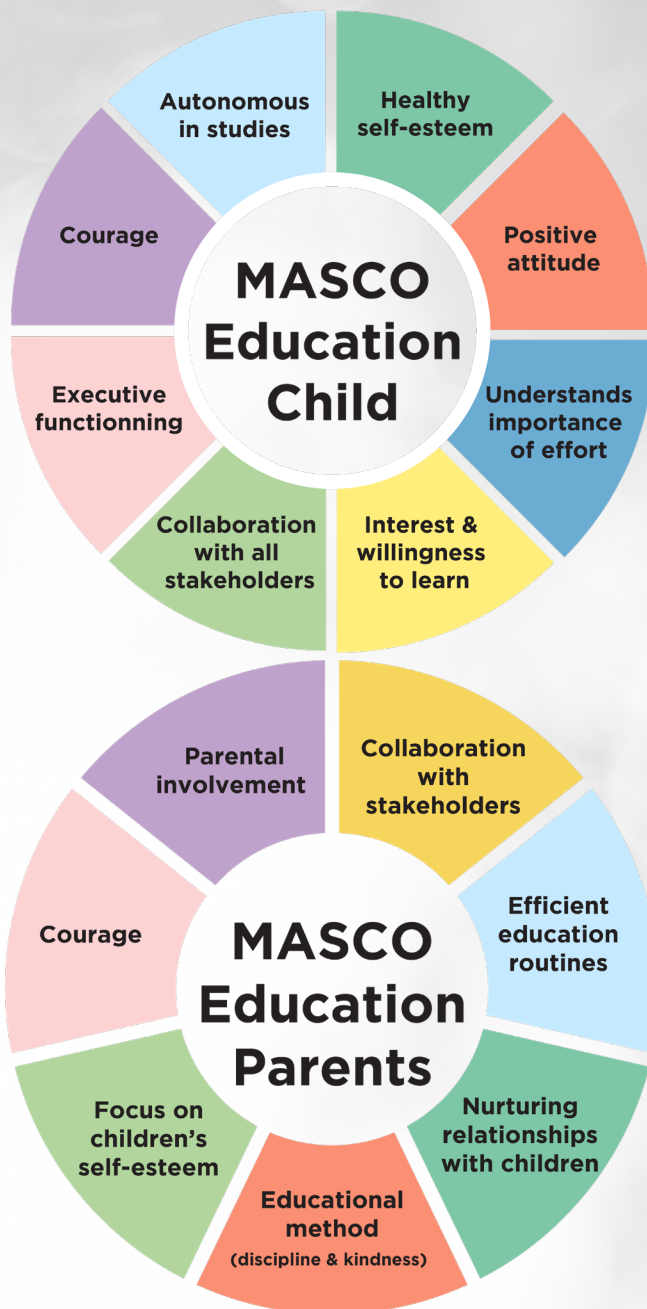 MASCO
Education
Child
Healthy
self-esteem
Positive
attitude
Understands
importance
of effort
Interest &
willingness
to learn
Collaboration
with all
stakeholders
Executive
functionning
Courage
Autonomous
in studies
MASCO
Education
Parents
Collaboration
with
stakeholders
Efficient
education
routines
Nurturing
relationships
with children
Educational
method
(discipline & kindness)
Focus on
children’s
self-esteem
Courage
Parental
involvement